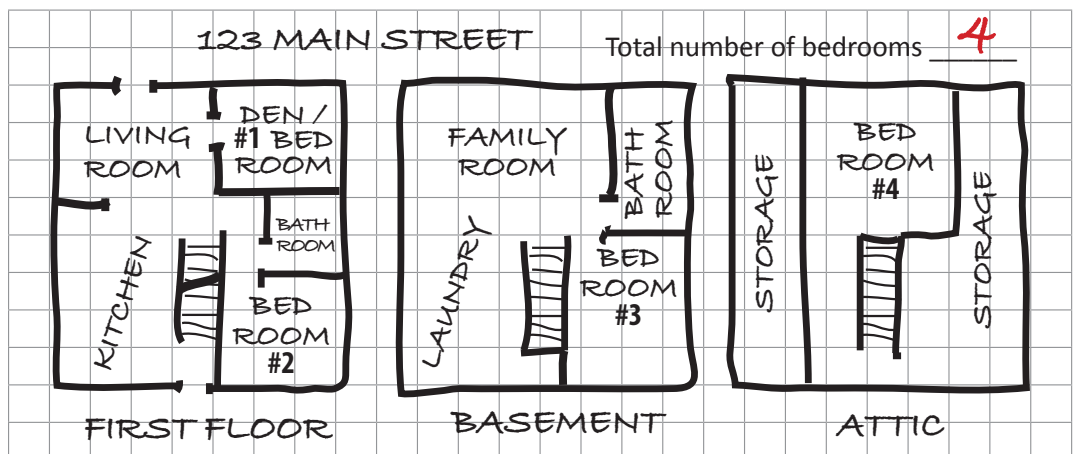 123 MAIN STREET
Total number of bedrooms 4
LIVING
ROOM
DEN /
#1 BED
ROOM
BATH
ROOM
KITCHEN
BED
ROOM
#2
FIRST FLOOR
FAMILY
ROOM
BATH
ROOM
LAUNDRY
BED
ROOM
#3
BASEMENT
STORAGE
BED
ROOM
#4
STORAGE
ATTIC